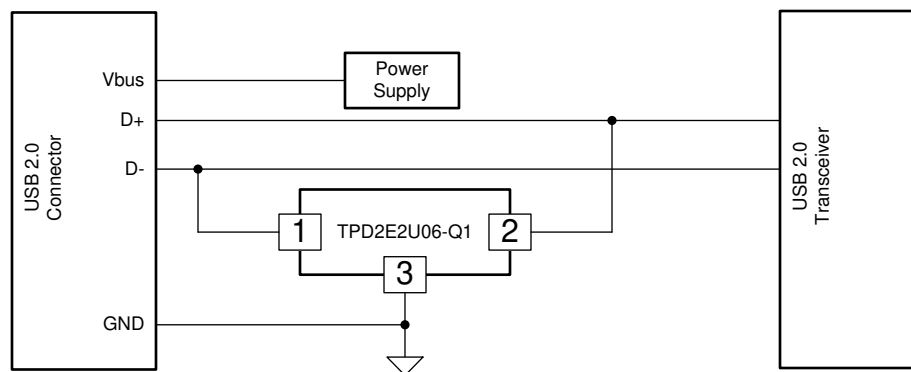 USB 2.0
Connector
Vbus
D+
D-
GND
Power
Supply
1
TPD2E2U06-Q1
2
3
USB 2.0
Transceiver